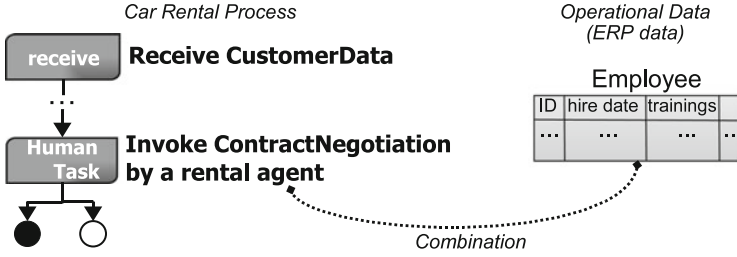 Car Rental Process
Operational Data
(ERP data)
receive
Receive CustomerData
...
Human
Task
Invoke ContractNegotiation
by a rental agent
Employee
ID hire date trainings
... ... ...
Combination